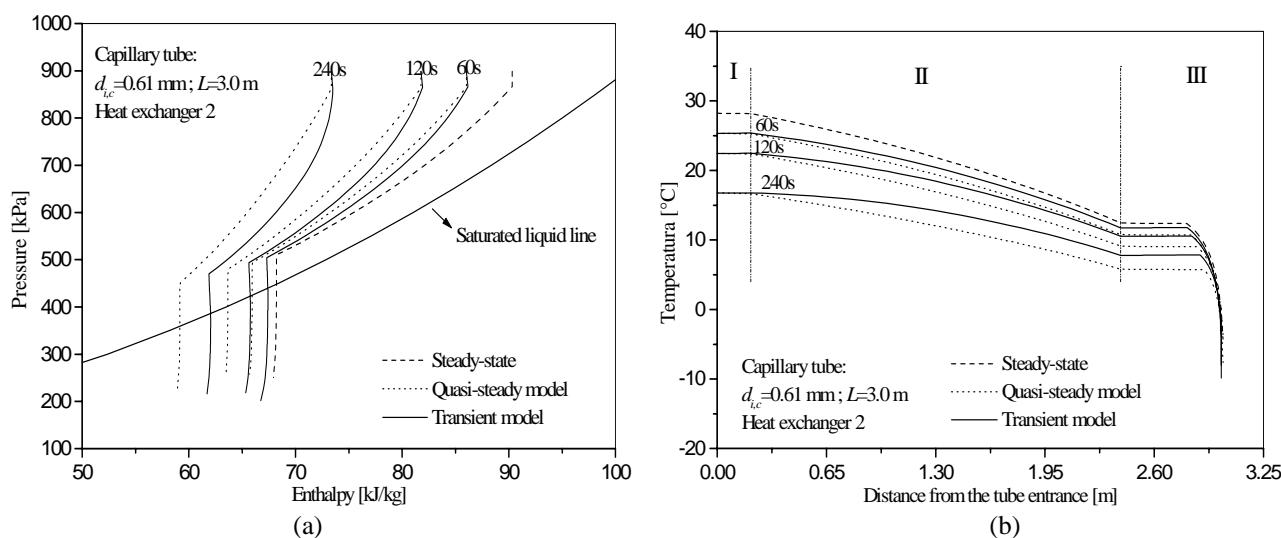 1000
900
800
700
600
500
400
300
200
100
Pressure [kPa]
Capillary tube:
d_{i,c}=0.61 mm ; L=3.0 m
Heat exchanger 2
240s
120s
60s
Saturated liquid line
Steady-state
Quasi-steady model
Transient model
50 60 70 80 90 100
Enthalpy [kJ/kg]
(a)
40
30
20
10
0
-10
-20
Temperatura [°C]
I II III
60s
120s
240s
Capillary tube:
d_{i,c}=0.61 mm ; L=3.0 m
Heat exchanger 2
Steady-state
Quasi-steady model
Transient model
0.00 0.65 1.30 1.95 2.60 3.25
Distance from the tube entrance [m]
(b)